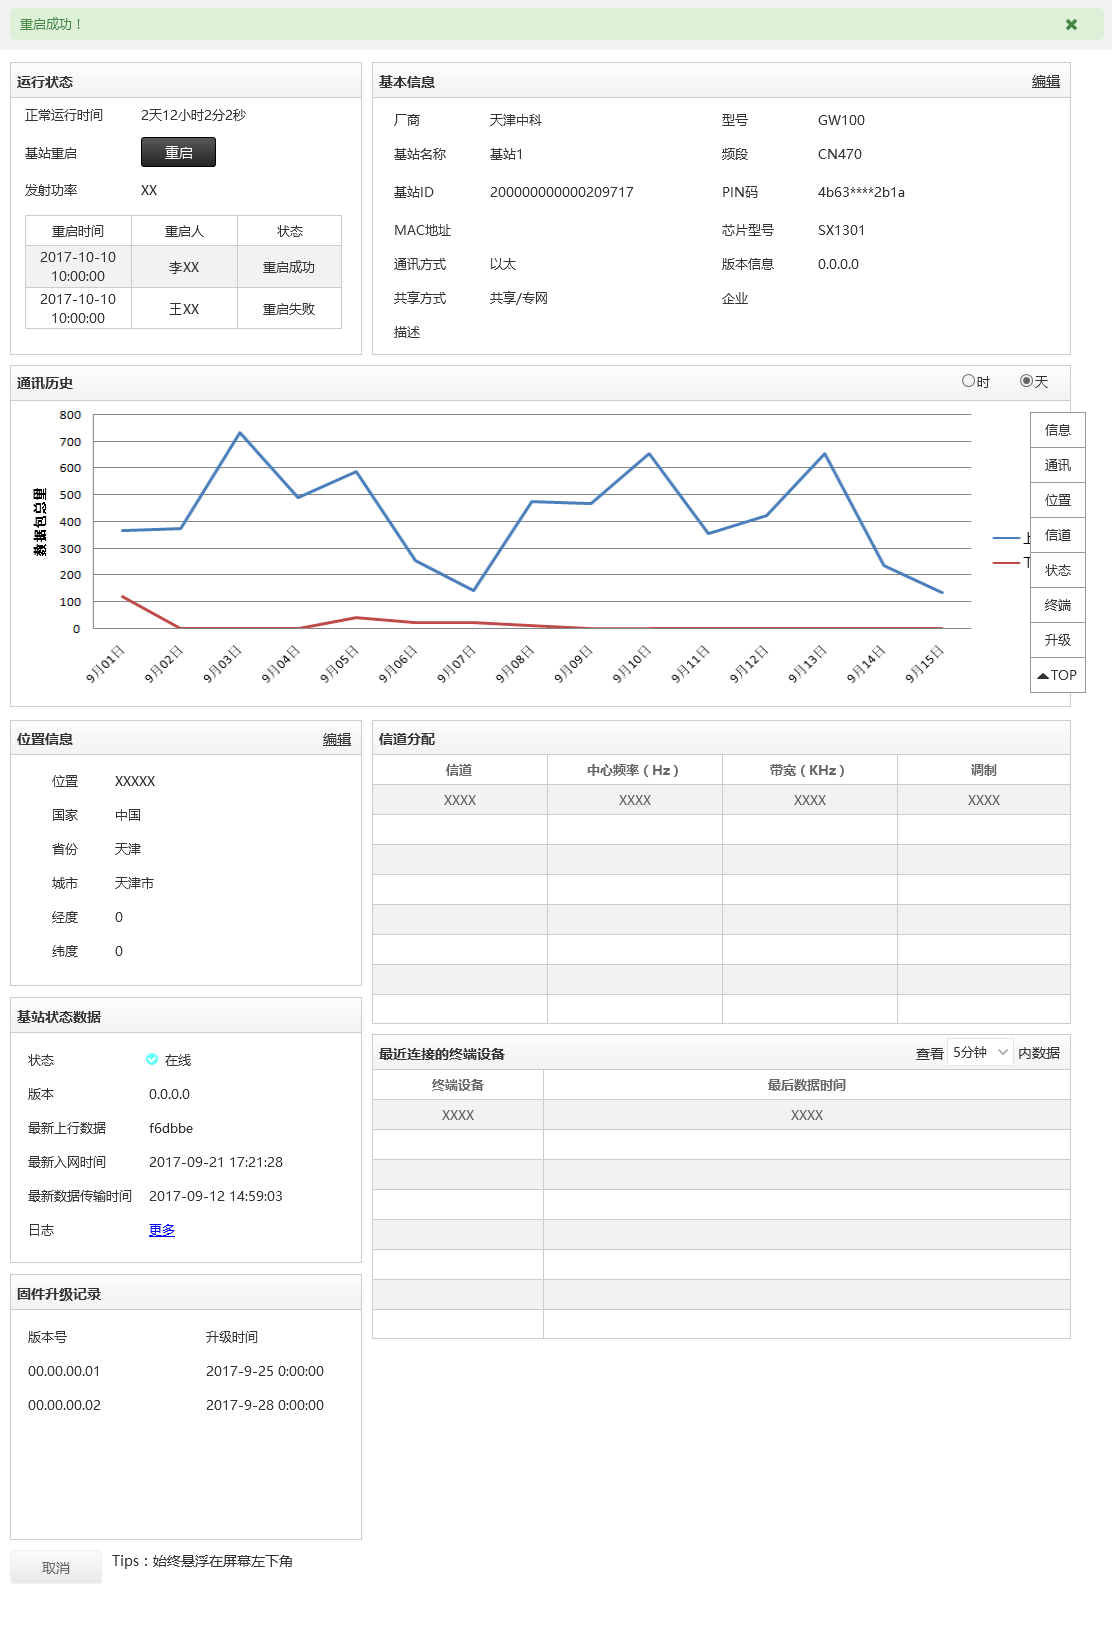 重启成功！
运行状态
正常运行时间 2天12小时2分2秒
基站重启 重启
发射功率 XX
重启时间 重启人 状态
2017-10-10 10:00:00 李XX 重启成功
2017-10-10 10:00:00 王XX 重启失败
基本信息 编辑
厂商 天津中科 型号 GW100
基站名称 基站1 频段 CN470
基站ID 200000000000209717 PIN码 4b63****2b1a
MAC地址 芯片型号 SX1301
通讯方式 以太 版本信息 0.0.0.0
共享方式 共享/专网 企业
描述
通讯历史 时 天
数据包总里
800
700
600
500
400
300
200
100
0
9月01日 9月02日 9月03日 9月04日 9月05日 9月06日 9月07日 9月08日 9月09日 9月10日 9月11日 9月12日 9月13日 9月14日 9月15日
上
下
信息
通讯
位置
信道
状态
终端
升级
TOP
位置信息 编辑
位置 XXXXX
国家 中国
省份 天津
城市 天津市
经度 0
纬度 0
信道分配
信道 中心频率（Hz） 带宽（KHz） 调制
XXXX XXXX XXXX XXXX
基站状态数据
状态 在线
版本 0.0.0.0
最新上行数据 f6dbbe
最新入网时间 2017-09-21 17:21:28
最新数据传输时间 2017-09-12 14:59:03
日志 更多
最近连接的终端设备 查看 5分钟 内数据
终端设备 最后数据时间
XXXX XXXX
固件升级记录
版本号 升级时间
00.00.00.01 2017-9-25 0:00:00
00.00.00.02 2017-9-28 0:00:00
取消 Tips：始终悬浮在屏幕左下角